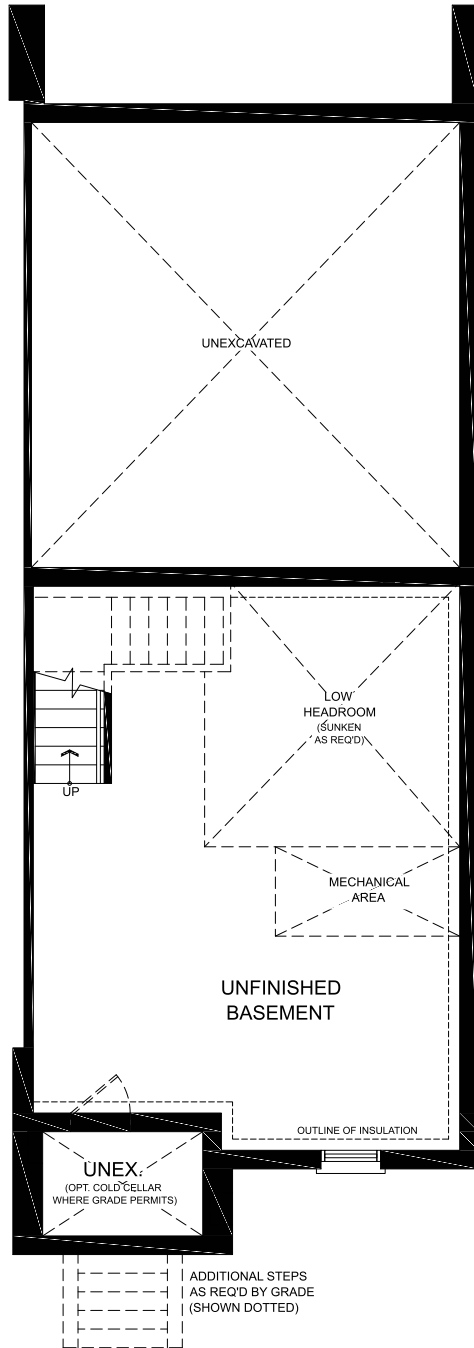 UNEXCAVATED
LOW
HEADROOM
(SUNKEN
AS REQ'D)
UP
MECHANICAL
AREA
UNFINISHED
BASEMENT
OUTLINE OF INSULATION
UNEX.
(OPT. COLD CELLAR
WHERE GRADE PERMITS)
ADDITIONAL STEPS
AS REQ'D BY GRADE
(SHOWN DOTTED)